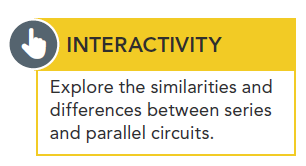 INTERACTIVITY
Explore the similarities and
differences between series
and parallel circuits.